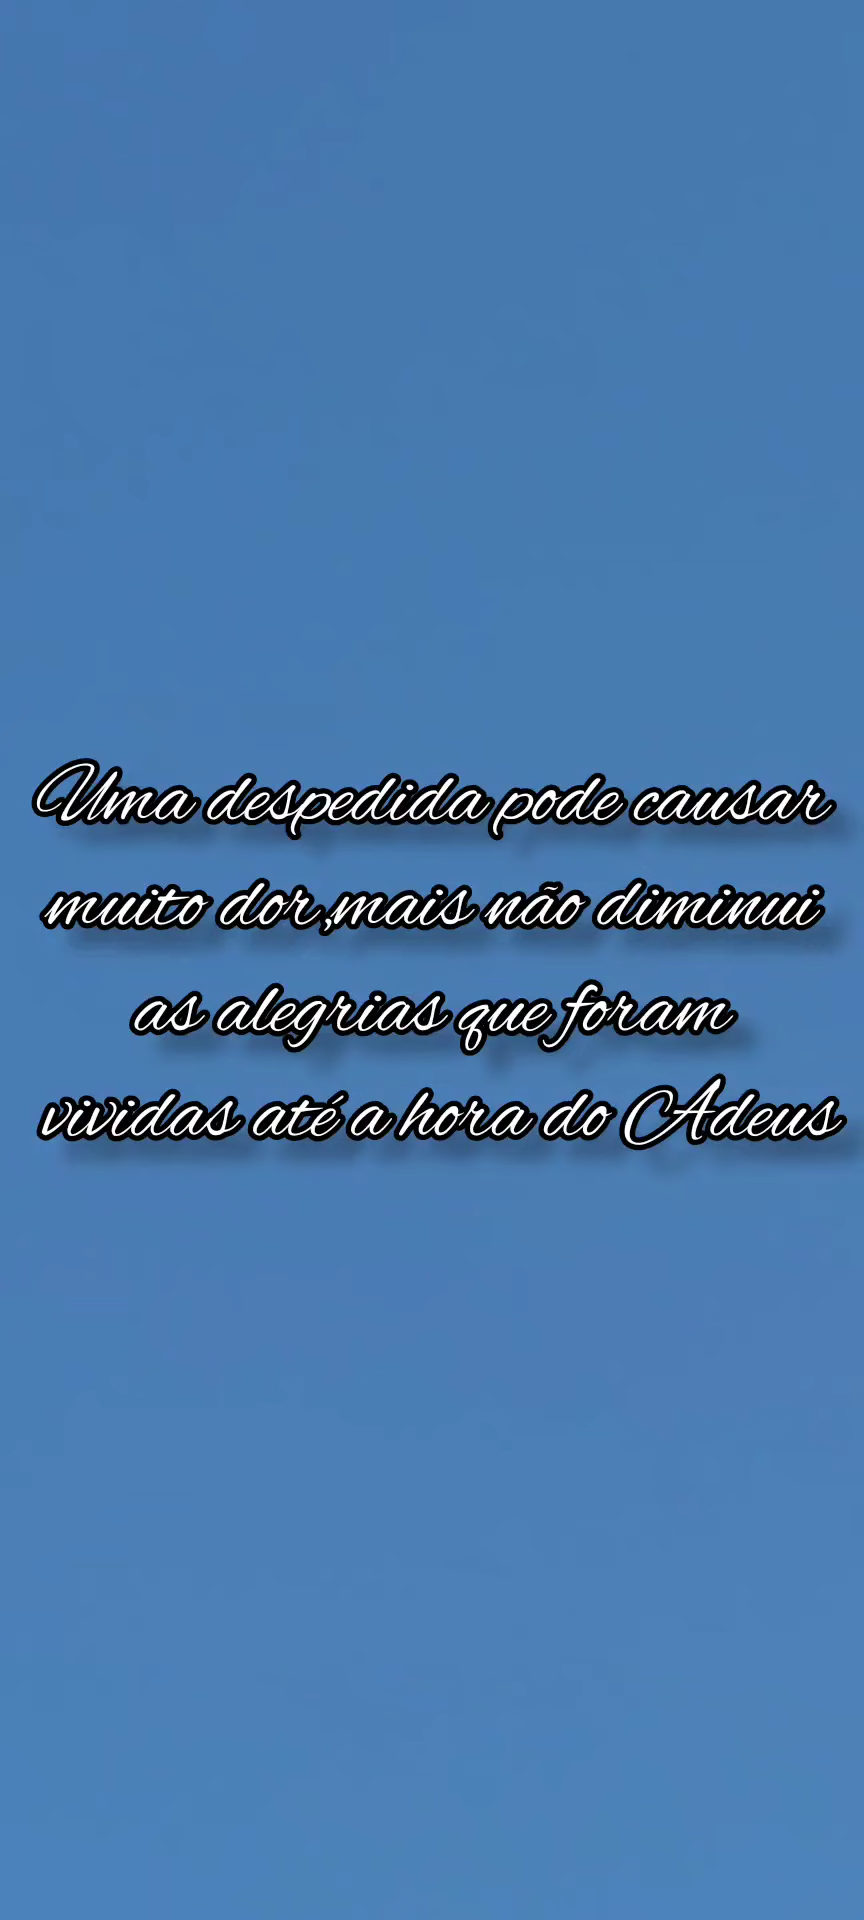 Uma despedida pode causar
muito dor,mais não diminui
as alegrias que foram
vividas até a hora do Adeus